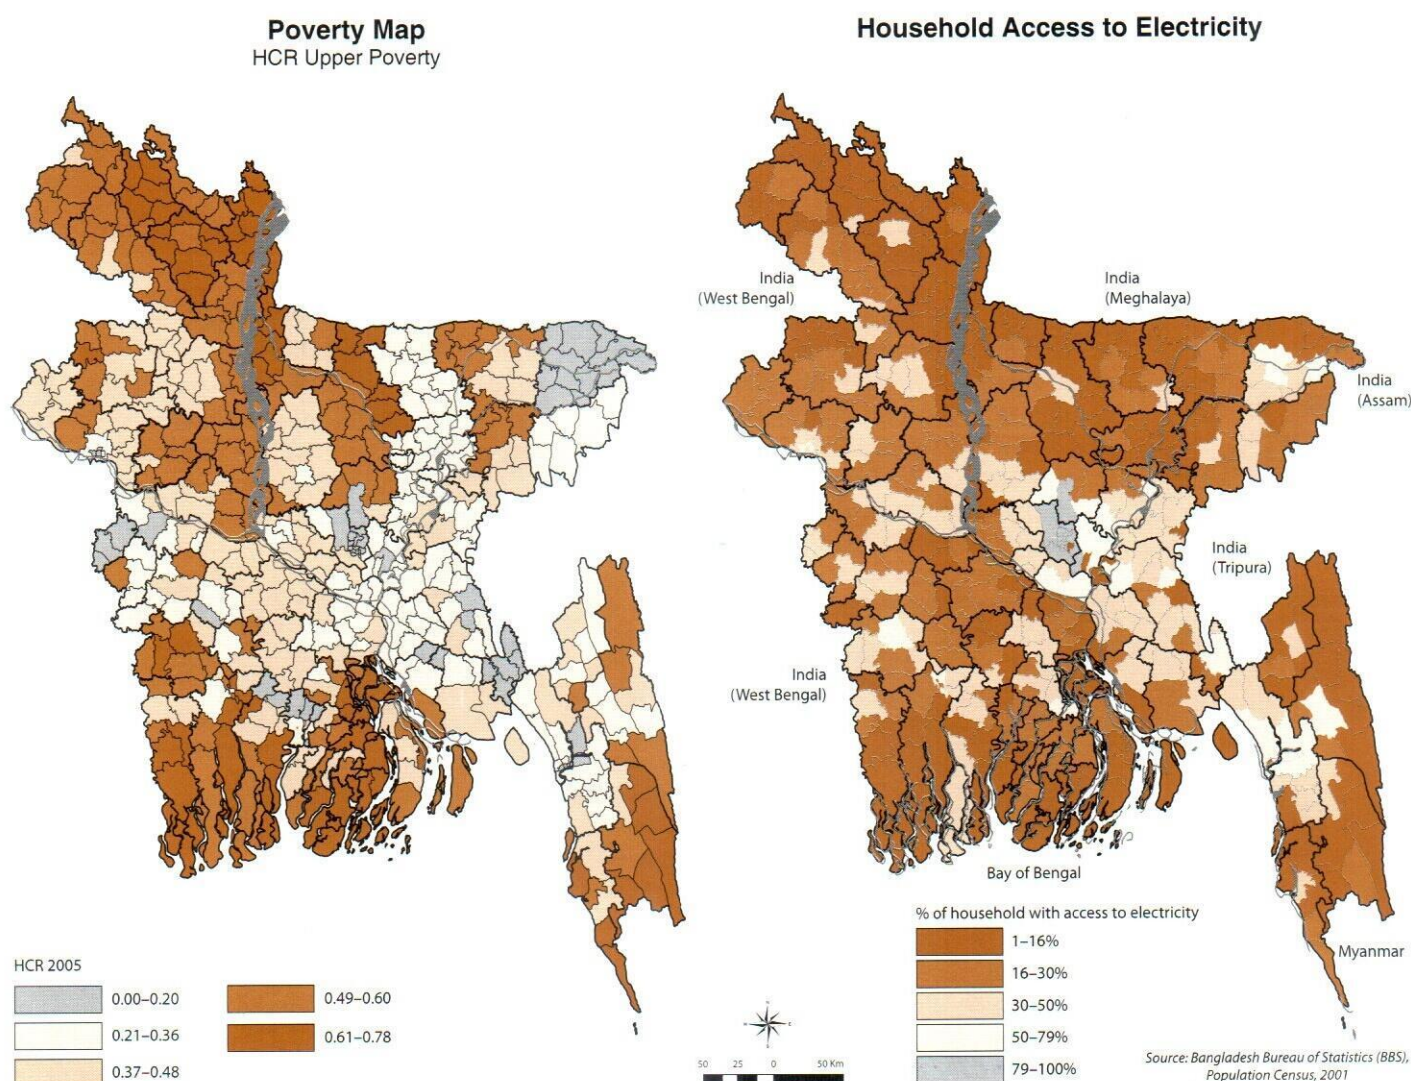 Poverty Map
HCR Upper Poverty
Household Access to Electricity
India
(West Bengal)
India
(Meghalaya)
India
(Assam)
India
(Tripura)
India
(West Bengal)
Bay of Bengal
Myanmar
HCR 2005
0.00–0.20
0.21–0.36
0.37–0.48
0.49–0.60
0.61–0.78
% of household with access to electricity
1–16%
16–30%
30–50%
50–79%
79–100%
50 25 0 50 Km
Source: Bangladesh Bureau of Statistics (BBS),
Population Census, 2001